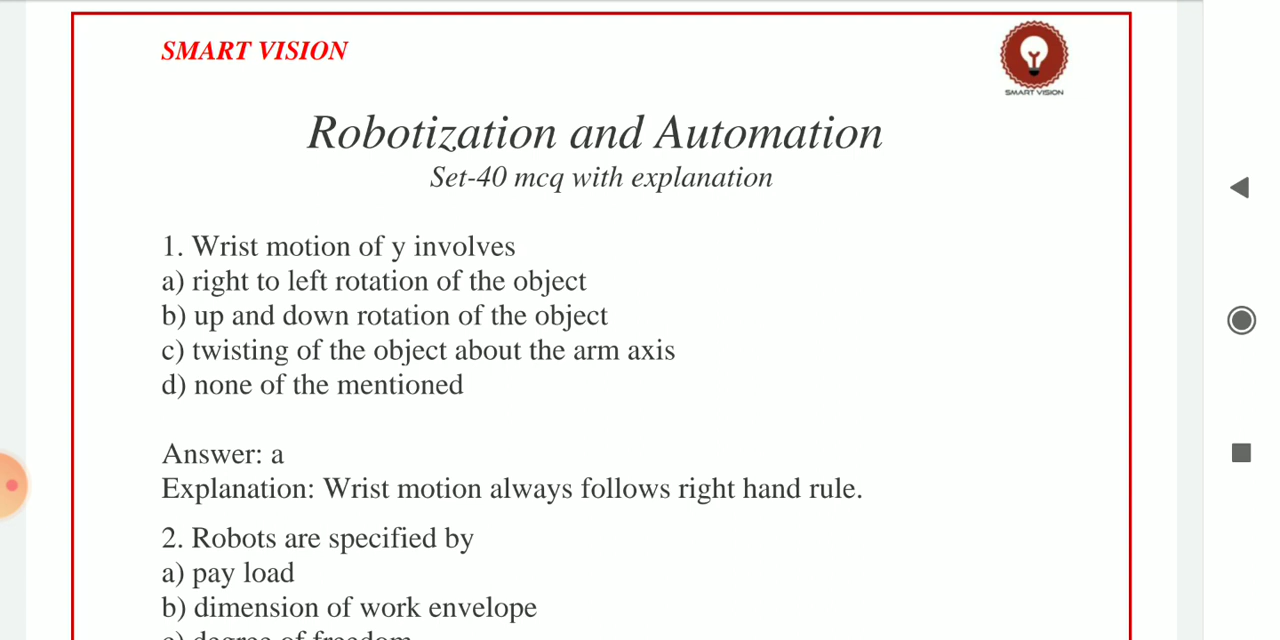 SMART VISION
SMART VISION
Robotization and Automation
Set-40 mcq with explanation
1. Wrist motion of y involves
a) right to left rotation of the object
b) up and down rotation of the object
c) twisting of the object about the arm axis
d) none of the mentioned
Answer: a
Explanation: Wrist motion always follows right hand rule.
2. Robots are specified by
a) pay load
b) dimension of work envelope
c) degree of freedom